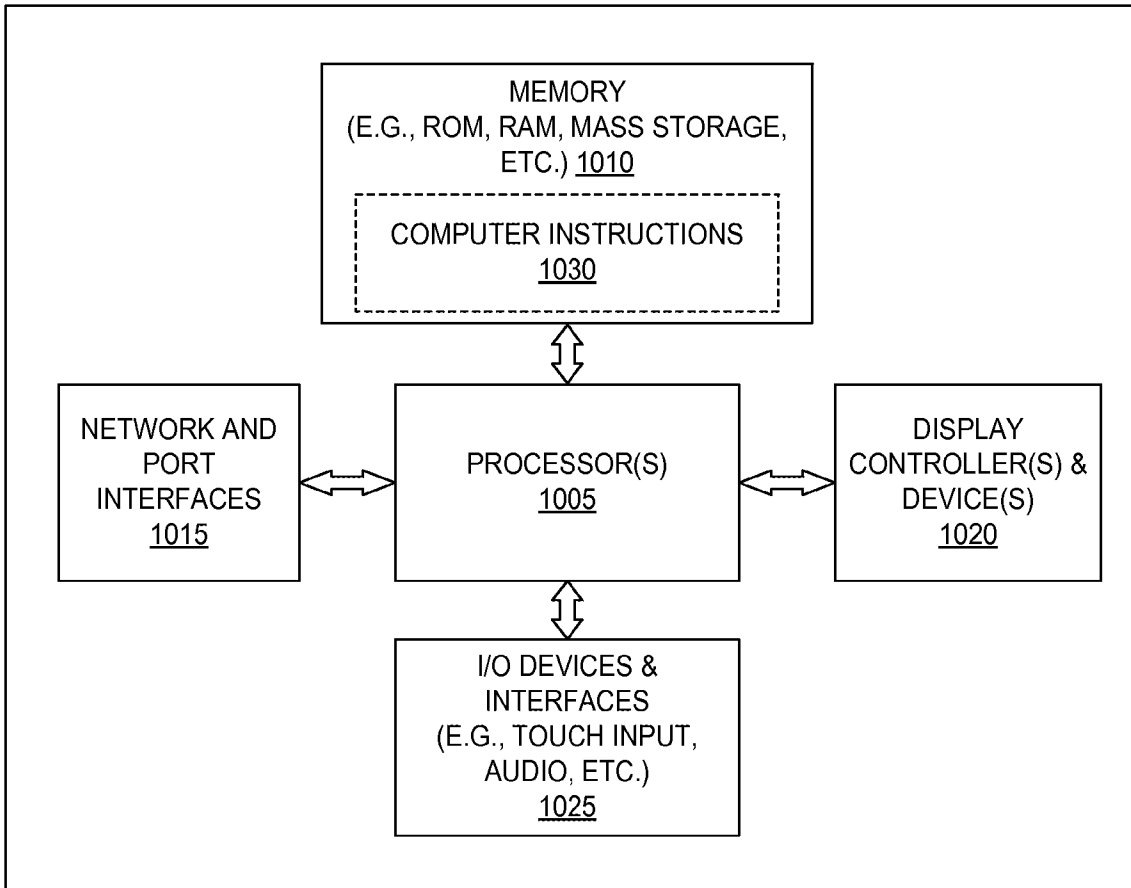 MEMORY
(E.G., ROM, RAM, MASS STORAGE,
ETC.) 1010
COMPUTER INSTRUCTIONS
1030
NETWORK AND
PORT
INTERFACES
1015
PROCESSOR(S)
1005
DISPLAY
CONTROLLER(S) &
DEVICE(S)
1020
I/O DEVICES &
INTERFACES
(E.G., TOUCH INPUT,
AUDIO, ETC.)
1025